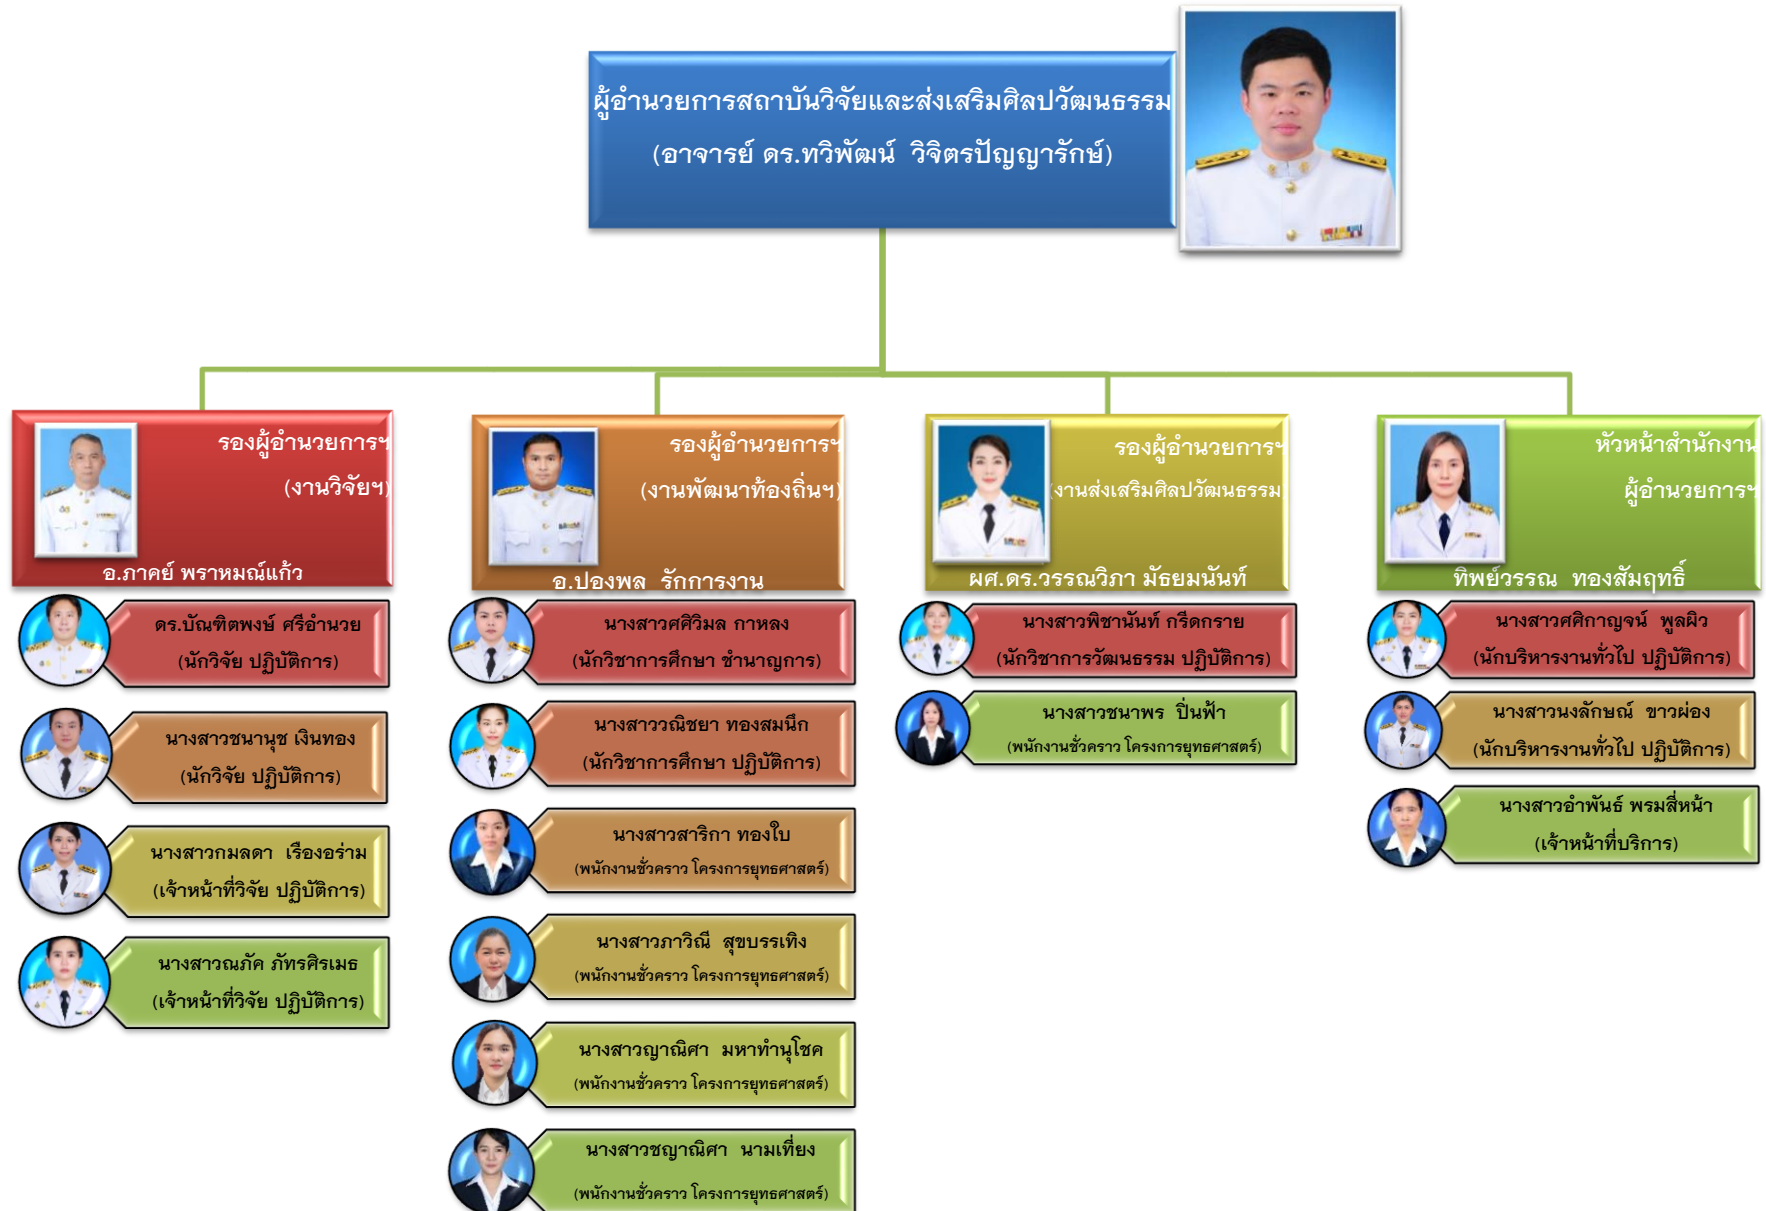 ผู้อำนวยการสถาบันวิจัยและส่งเสริมศิลปวัฒนธรรม
(อาจารย์ ดร.ทวิพัฒน์ วิจิตรปัญญารักษ์)
รองผู้อำนวยการฯ
(งานวิจัยฯ)
อ.ภาคย์ พราหมณ์แก้ว
ดร.บัณฑิตพงษ์ ศรีอำนวย
(นักวิจัย ปฏิบัติการ)
นางสาวชนานุช เงินทอง
(นักวิจัย ปฏิบัติการ)
นางสาวกมลดา เรืองอร่าม
(เจ้าหน้าที่วิจัย ปฏิบัติการ)
นางสาวณภัค ภัทรศิรเมธ
(เจ้าหน้าที่วิจัย ปฏิบัติการ)
รองผู้อำนวยการฯ
(งานพัฒนาท้องถิ่นฯ)
อ.ปองพล รักการงาน
นางสาวศศิวิมล กาหลง
(นักวิชาการศึกษา ชำนาญการ)
นางสาววณิชยา ทองสมนึก
(นักวิชาการศึกษา ปฏิบัติการ)
นางสาวสาริกา ทองใบ
(พนักงานชั่วคราว โครงการยุทธศาสตร์)
นางสาวภาวิณี สุขบรรเทิง
(พนักงานชั่วคราว โครงการยุทธศาสตร์)
นางสาวญาณิศา มหาทำนุโชค
(พนักงานชั่วคราว โครงการยุทธศาสตร์)
นางสาวชญาณิศา นามเที่ยง
(พนักงานชั่วคราว โครงการยุทธศาสตร์)
รองผู้อำนวยการฯ
(งานส่งเสริมศิลปวัฒนธรรม
ผศ.ดร.วรรณวิภา มัธยมนันท์
นางสาวพิชานันท์ กรีดกราย
(นักวิชาการวัฒนธรรม ปฏิบัติการ)
นางสาวชนาพร ปิ่นฟ้า
(พนักงานชั่วคราว โครงการยุทธศาสตร์)
หัวหน้าสำนักงาน
ผู้อำนวยการฯ
ทิพย์วรรณ ทองสัมฤทธิ์
นางสาวศศิกาญจน์ พูลผิว
(นักบริหารงานทั่วไป ปฏิบัติการ)
นางสาวนงลักษณ์ ขาวผ่อง
(นักบริหารงานทั่วไป ปฏิบัติการ)
นางสาวอำพันธ์ พรมสี่หน้า
(เจ้าหน้าที่บริการ)